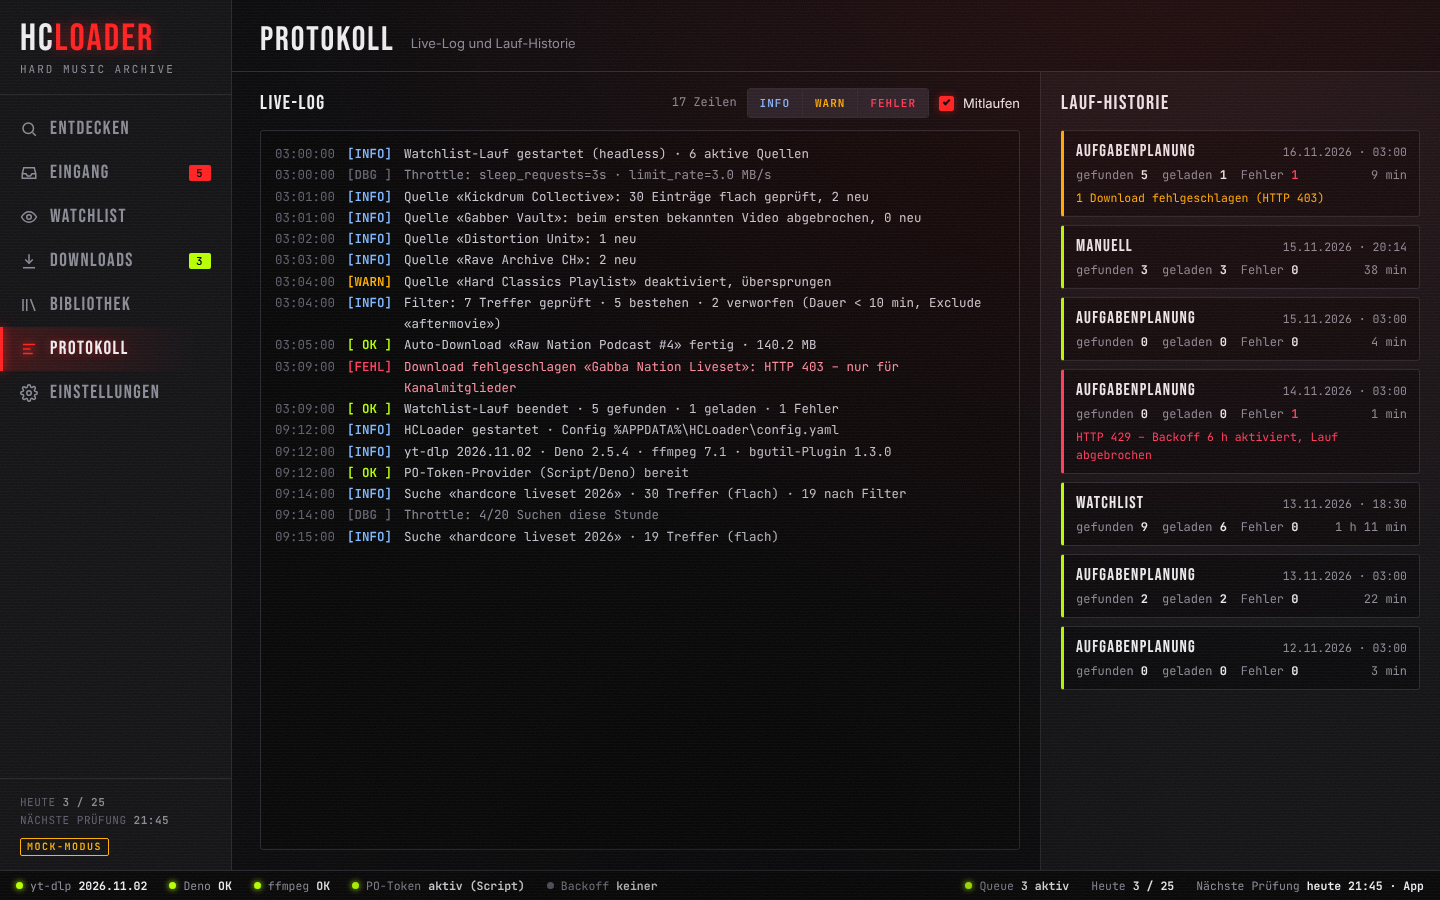 HCLOADER
HARD MUSIC ARCHIVE
ENTDECKEN
EINGANG 5
WATCHLIST
DOWNLOADS 3
BIBLIOTHEK
PROTOKOLL
EINSTELLUNGEN
HEUTE 3 / 25
NÄCHSTE PRÜFUNG 21:45
MOCK-MODUS
PROTOKOLL Live-Log und Lauf-Historie
LIVE-LOG 17 Zeilen INFO WARN FEHLER Mitlaufen
03:00:00 [INFO] Watchlist-Lauf gestartet (headless) · 6 aktive Quellen
03:00:00 [DBG ] Throttle: sleep_requests=3s · limit_rate=3.0 MB/s
03:01:00 [INFO] Quelle «Kickdrum Collective»: 30 Einträge flach geprüft, 2 neu
03:01:00 [INFO] Quelle «Gabber Vault»: beim ersten bekannten Video abgebrochen, 0 neu
03:02:00 [INFO] Quelle «Distortion Unit»: 1 neu
03:03:00 [INFO] Quelle «Rave Archive CH»: 2 neu
03:04:00 [WARN] Quelle «Hard Classics Playlist» deaktiviert, übersprungen
03:04:00 [INFO] Filter: 7 Treffer geprüft · 5 bestehen · 2 verworfen (Dauer < 10 min, Exclude
«aftermovie»)
03:05:00 [ OK ] Auto-Download «Raw Nation Podcast #4» fertig · 140.2 MB
03:09:00 [FEHL] Download fehlgeschlagen «Gabba Nation Liveset»: HTTP 403 – nur für
Kanalmitglieder
03:09:00 [ OK ] Watchlist-Lauf beendet · 5 gefunden · 1 geladen · 1 Fehler
09:12:00 [INFO] HCLoader gestartet · Config %APPDATA%\HCLoader\config.yaml
09:12:00 [INFO] yt-dlp 2026.11.02 · Deno 2.5.4 · ffmpeg 7.1 · bgutil-Plugin 1.3.0
09:12:00 [ OK ] PO-Token-Provider (Script/Deno) bereit
09:14:00 [INFO] Suche «hardcore liveset 2026» · 30 Treffer (flach) · 19 nach Filter
09:14:00 [DBG ] Throttle: 4/20 Suchen diese Stunde
09:15:00 [INFO] Suche «hardcore liveset 2026» · 19 Treffer (flach)
LAUF-HISTORIE
AUFGABENPLANUNG 16.11.2026 · 03:00
gefunden 5 geladen 1 Fehler 1 9 min
1 Download fehlgeschlagen (HTTP 403)
MANUELL 15.11.2026 · 20:14
gefunden 3 geladen 3 Fehler 0 38 min
AUFGABENPLANUNG 15.11.2026 · 03:00
gefunden 0 geladen 0 Fehler 0 4 min
AUFGABENPLANUNG 14.11.2026 · 03:00
gefunden 0 geladen 0 Fehler 1 1 min
HTTP 429 – Backoff 6 h aktiviert, Lauf
abgebrochen
WATCHLIST 13.11.2026 · 18:30
gefunden 9 geladen 6 Fehler 0 1 h 11 min
AUFGABENPLANUNG 13.11.2026 · 03:00
gefunden 2 geladen 2 Fehler 0 22 min
AUFGABENPLANUNG 12.11.2026 · 03:00
gefunden 0 geladen 0 Fehler 0 3 min
yt-dlp 2026.11.02 Deno OK ffmpeg OK PO-Token aktiv (Script) Backoff keiner Queue 3 aktiv Heute 3 / 25 Nächste Prüfung heute 21:45 · App